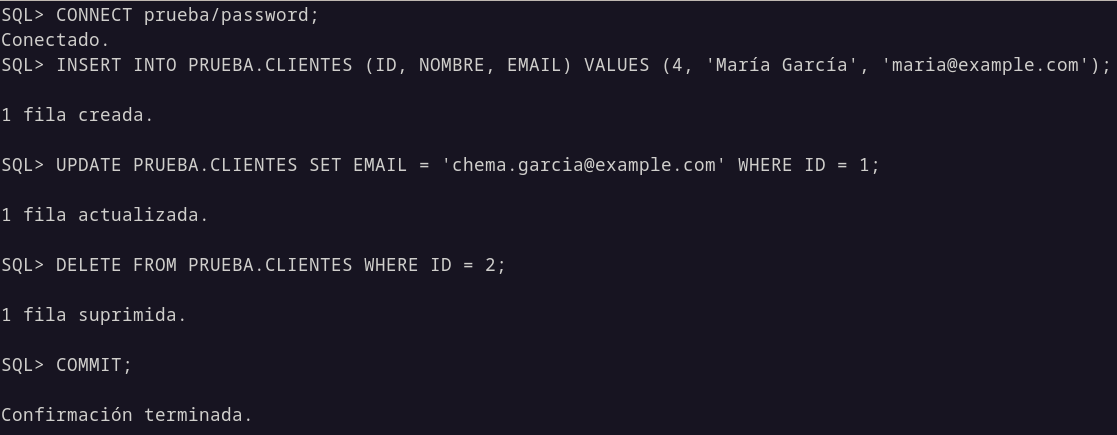 SQL> CONNECT prueba/password;
Conectado.
SQL> INSERT INTO PRUEBA.CLIENTES (ID, NOMBRE, EMAIL) VALUES (4, 'María García', 'maria@example.com');
1 fila creada.
SQL> UPDATE PRUEBA.CLIENTES SET EMAIL = 'chema.garcia@example.com' WHERE ID = 1;
1 fila actualizada.
SQL> DELETE FROM PRUEBA.CLIENTES WHERE ID = 2;
1 fila suprimida.
SQL> COMMIT;
Confirmación terminada.